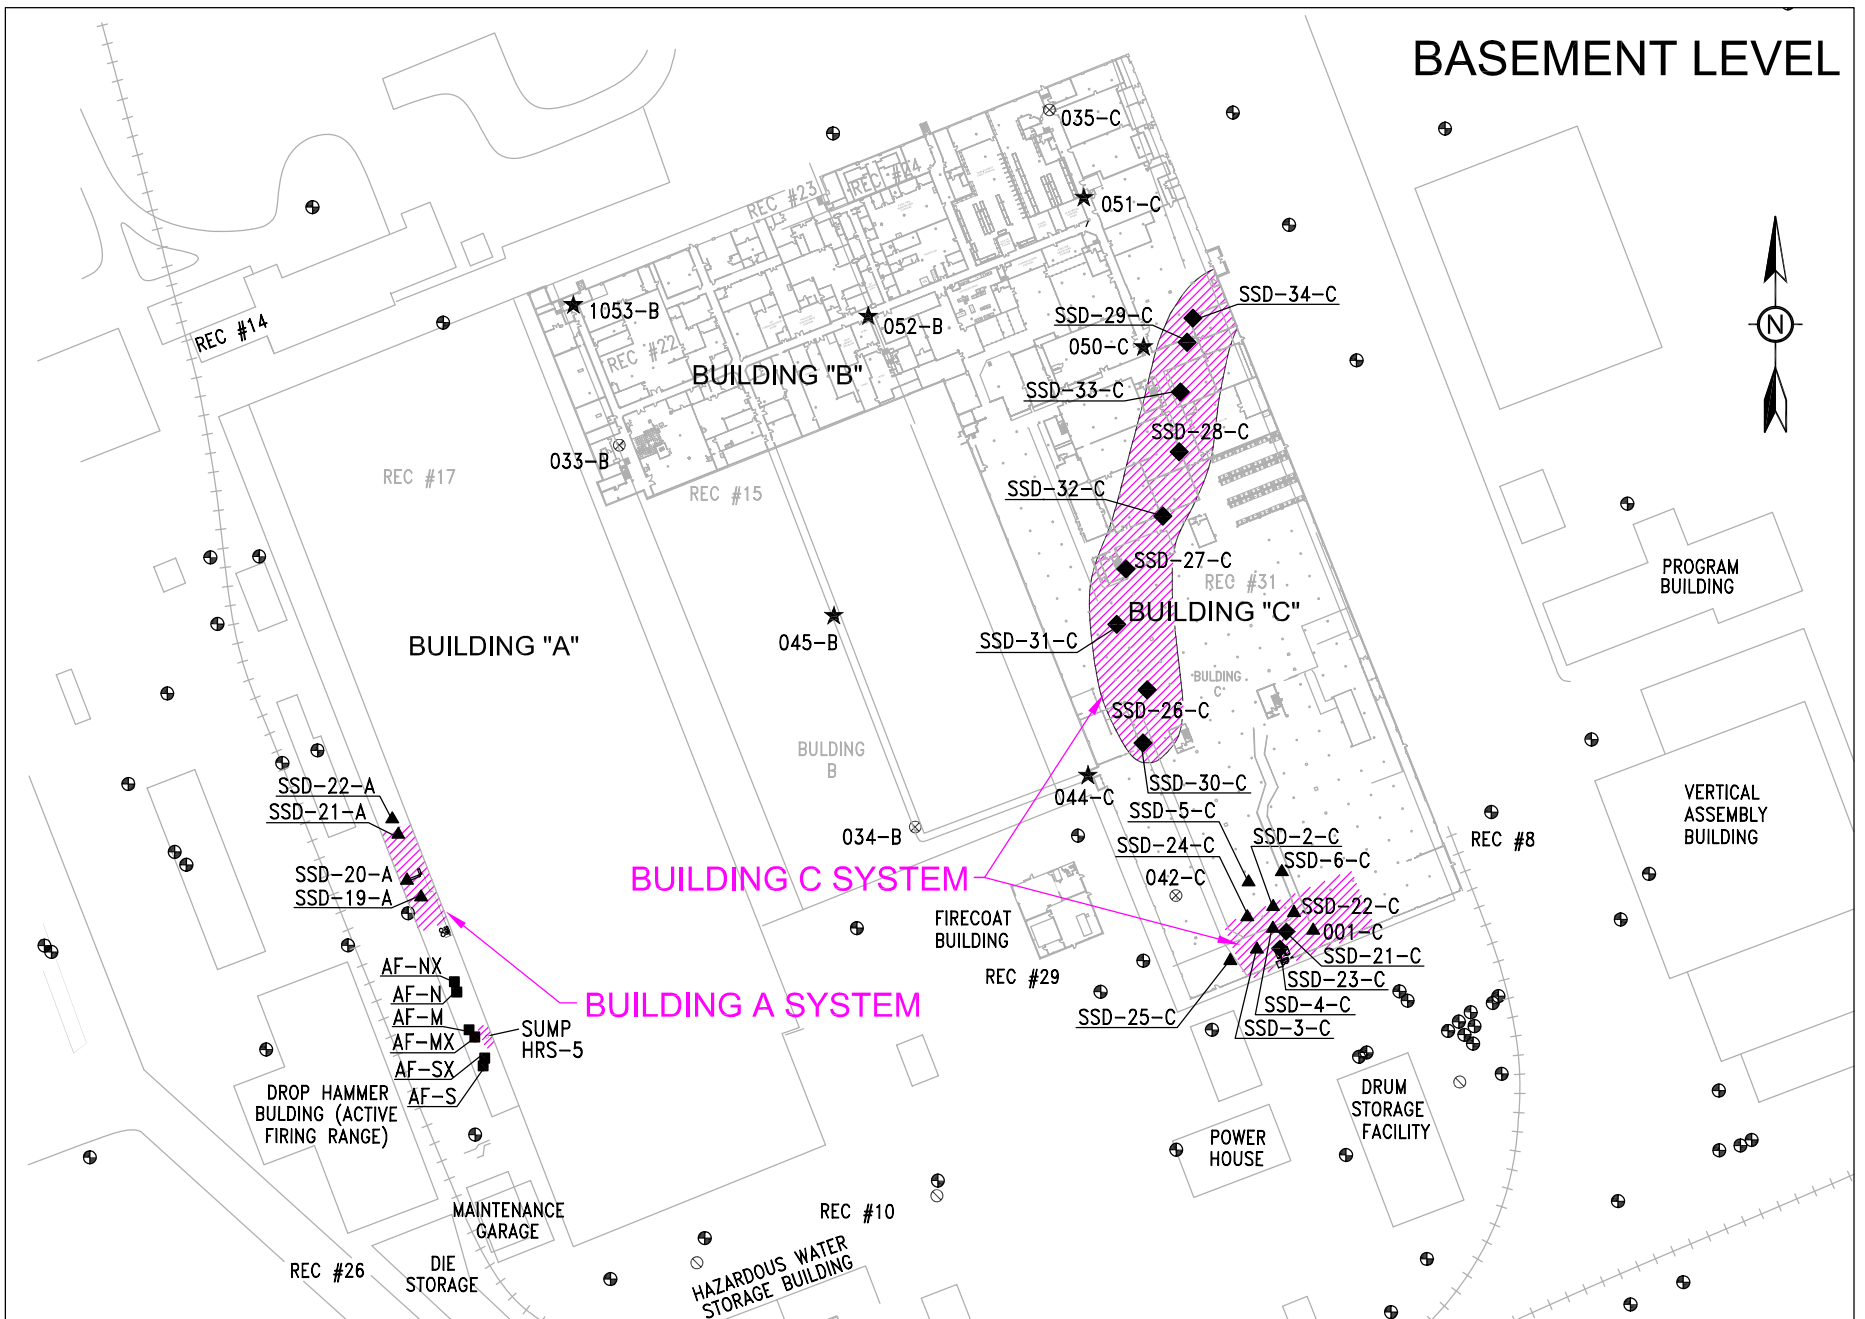 BASEMENT LEVEL
035-C
REC #24
REC #23
051-C
N
SSD-34-C
1053-B
SSD-29-C
052-B
REC #14
050-C
REC #22
BUILDING "B"
SSD-33-C
SSD-28-C
033-B
REC #17
REC #15
SSD-32-C
SSD-27-C
PROGRAM
BUILDING
REC #31
BUILDING "C"
BUILDING "A"
045-B
SSD-31-C
BULDING
C
SSD-26-C
BULDING
B
SSD-22-A
SSD-30-C
044-C
VERTICAL
ASSEMBLY
BUILDING
SSD-21-A
SSD-5-C
034-B
SSD-2-C
REC #8
SSD-24-C
SSD-6-C
SSD-20-A
BUILDING C SYSTEM
042-C
SSD-19-A
SSD-22-C
FIRECOAT
BUILDING
001-C
SSD-21-C
AF-NX
REC #29
SSD-23-C
AF-N
BUILDING A SYSTEM
SSD-4-C
AF-M
SSD-25-C
SSD-3-C
SUMP
HRS-5
AF-MX
AF-SX
AF-S
DROP HAMMER
BULDING (ACTIVE
FIRING RANGE)
DRUM
STORAGE
FACILITY
POWER
HOUSE
MAINTENANCE
GARAGE
REC #10
REC #26
DIE
STORAGE
HAZARDOUS WATER
STORAGE BUILDING